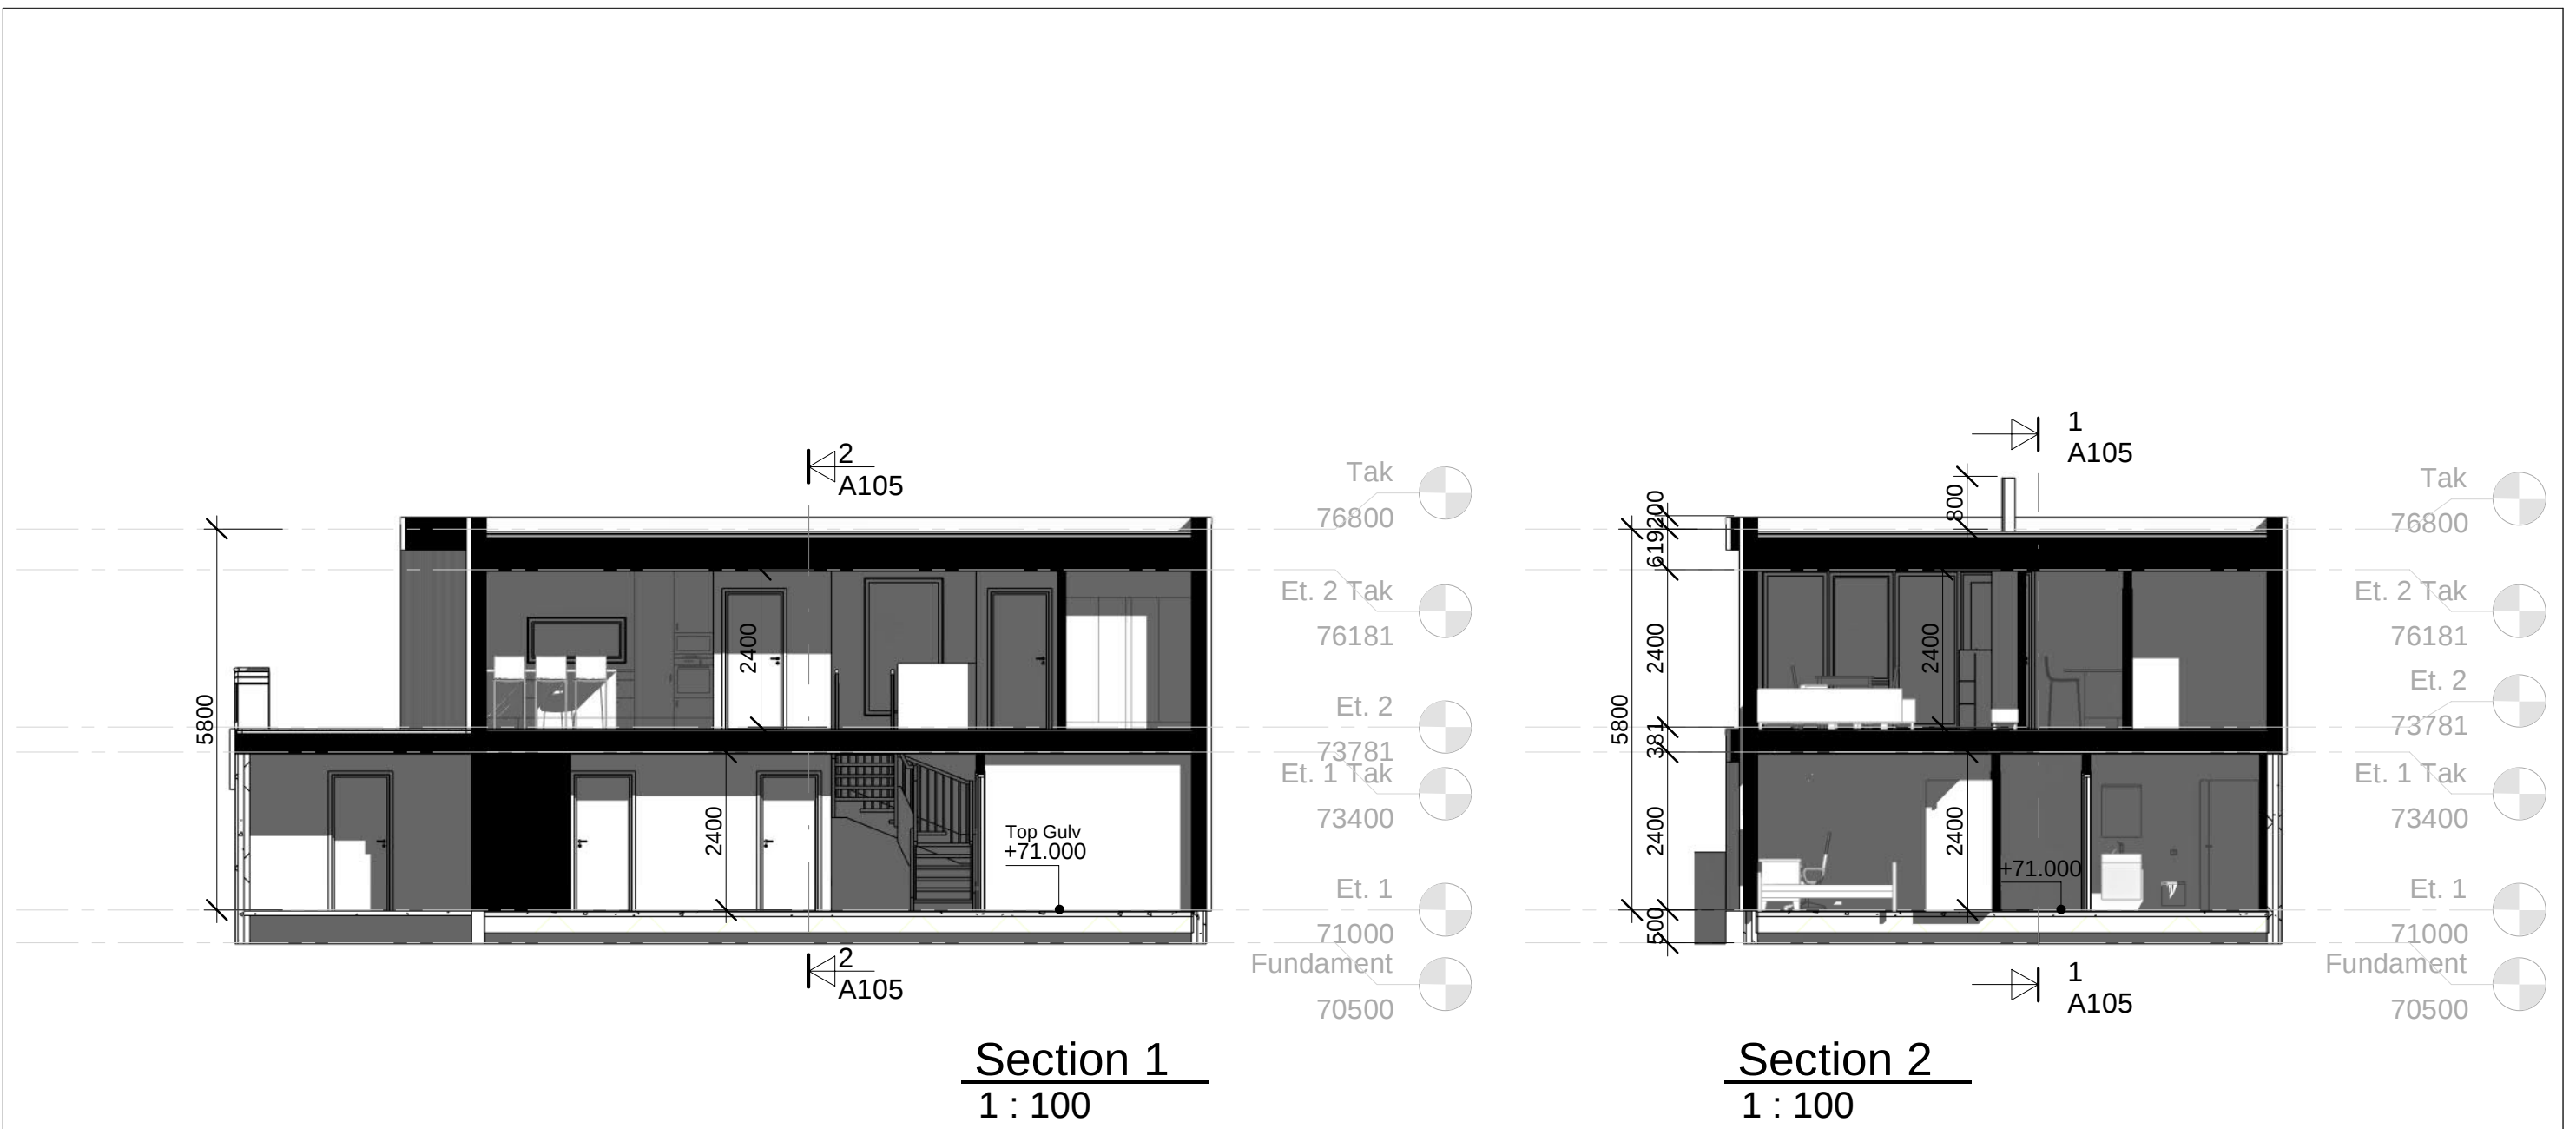 2
A105
Tak
76800
Et. 2 Tak
76181
Et. 2
73781
Et. 1 Tak
73400
Et. 1
71000
Fundament
70500
5800
2400
2400
Top Gulv
+71.000
2
A105
Section 1
1 : 100
1
A105
Tak
76800
Et. 2 Tak
76181
Et. 2
73781
Et. 1 Tak
73400
Et. 1
71000
Fundament
70500
200
619
2400
381
2400
500
5800
800
2400
2400
+71.000
1
A105
Section 2
1 : 100